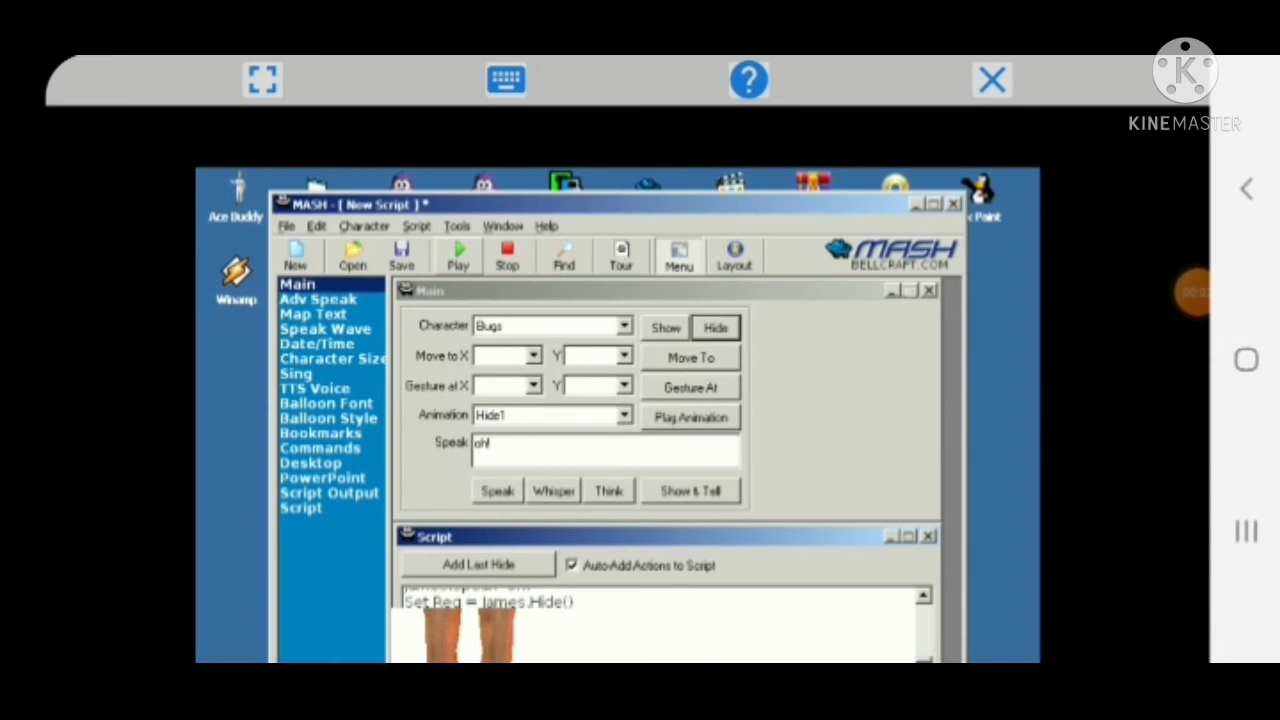 K
KINEMASTER
Ace Buddy
Winamp
Paint
MASH - [ New Script ] *
File Edit Character Script Tools Window Help
New Open Save Play Stop Find Tour Menu Layout
MASH
BELLCRAFT.COM
Main
Adv Speak
Map Text
Speak Wave
Date/Time
Character Size
Sing
TTS Voice
Balloon Font
Balloon Style
Bookmarks
Commands
Desktop
PowerPoint
Script Output
Script
Main
Character Bugs Show Hide
Move to X Y Move To
Gesture at X Y Gesture At
Animation Hide1 Play Animation
Speak oh!
Speak Whisper Think Show & Tell
Script
Add Last Hide Auto-Add Actions to Script
Set Req = James.Hide()